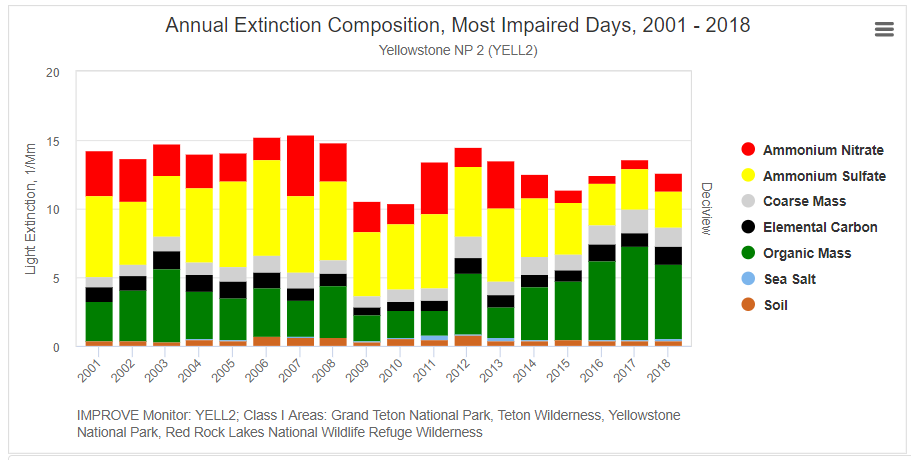 Annual Extinction Composition, Most Impaired Days, 2001 - 2018
Yellowstone NP 2 (YELL2)
Light Extinction, 1/Mm
20
15
10
5
0
2001
2002
2003
2004
2005
2006
2007
2008
2009
2010
2011
2012
2013
2014
2015
2016
2017
2018
Deciview
Ammonium Nitrate
Ammonium Sulfate
Coarse Mass
Elemental Carbon
Organic Mass
Sea Salt
Soil
IMPROVE Monitor: YELL2; Class I Areas: Grand Teton National Park, Teton Wilderness, Yellowstone
National Park, Red Rock Lakes National Wildlife Refuge Wilderness